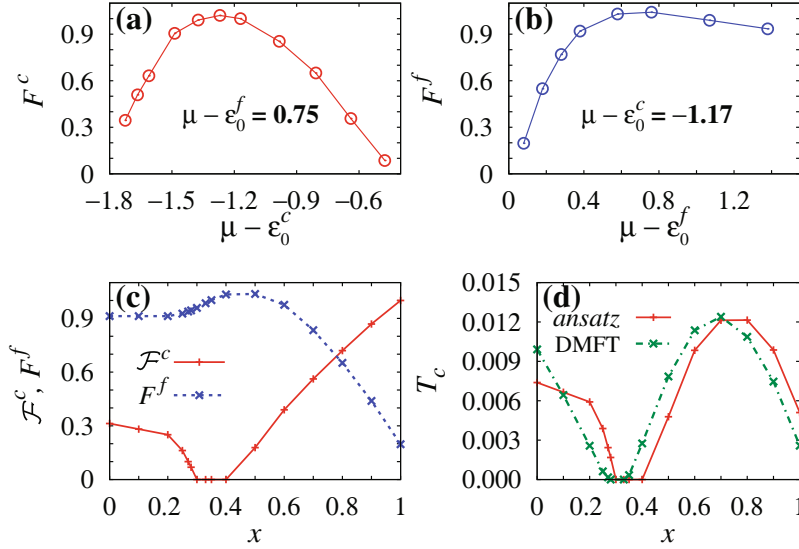 (a)
F^c
0.9
0.6
0.3
0
μ − ε_0^f = 0.75
−1.8 −1.5 −1.2 −0.9 −0.6
μ − ε_0^c
(b)
F^f
0.9
0.6
0.3
0
μ − ε_0^c = −1.17
0 0.4 0.8 1.2
μ − ε_0^f
(c)
ℱ^c, F^f
0.9
0.6
0.3
0
ℱ^c
F^f
0 0.2 0.4 0.6 0.8 1
x
(d)
T_c
0.015
0.012
0.009
0.006
0.003
0.000
ansatz
DMFT
0 0.2 0.4 0.6 0.8 1
x